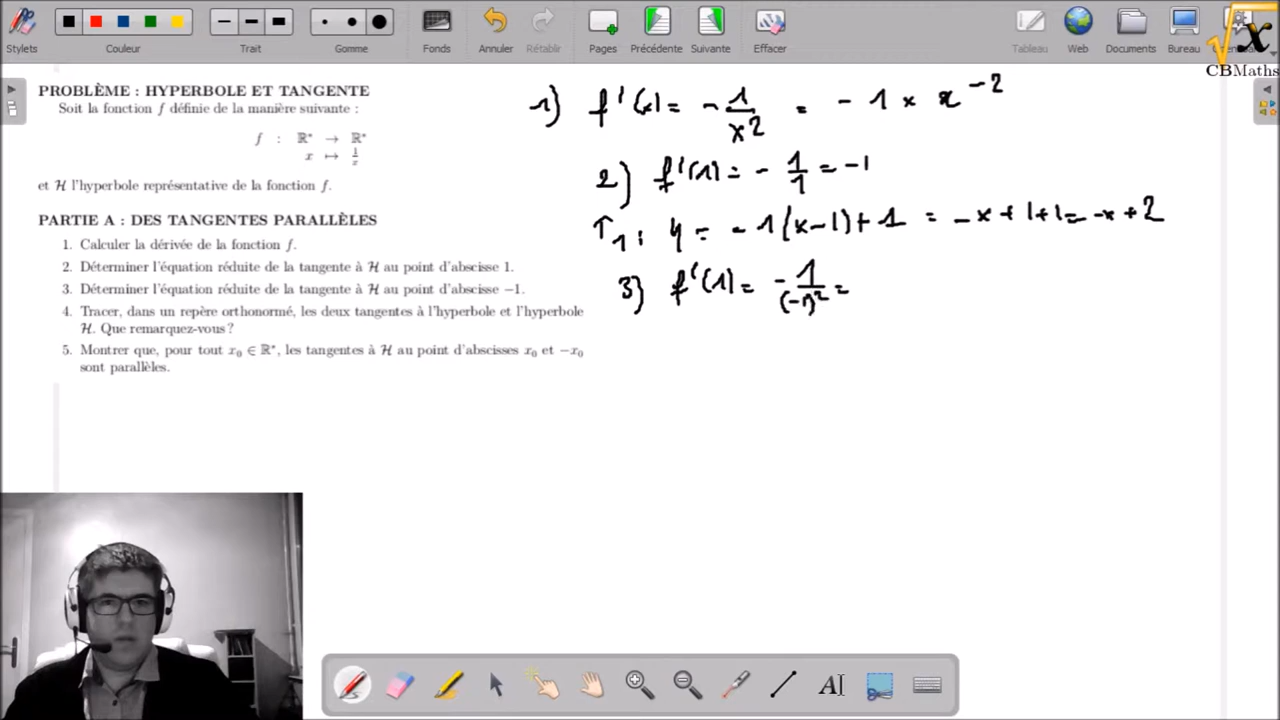 Stylets
Couleur
Trait
Gomme
Fonds
Annuler
Rétablir
Pages
Précédente
Suivante
Effacer
Tableau
Web
Documents
Bureau
CBMaths
PROBLÈME : HYPERBOLE ET TANGENTE
Soit la fonction f définie de la manière suivante :
f : ℝ* → ℝ*
x ↦ 1/x
et ℋ l'hyperbole représentative de la fonction f.
PARTIE A : DES TANGENTES PARALLÈLES
1. Calculer la dérivée de la fonction f.
2. Déterminer l'équation réduite de la tangente à ℋ au point d'abscisse 1.
3. Déterminer l'équation réduite de la tangente à ℋ au point d'abscisse −1.
4. Tracer, dans un repère orthonormé, les deux tangentes à l'hyperbole et l'hyperbole
ℋ. Que remarquez-vous ?
5. Montrer que, pour tout x₀ ∈ ℝ*, les tangentes à ℋ au point d'abscisses x₀ et −x₀
sont parallèles.
1) f'(x) = - 1/x² = - 1 × x⁻²
2) f'(1) = - 1/1 = -1
T₁ : y = -1(x-1)+1 = -x+1+1 = -x+2
3) f'(1) = - 1/(-1)² =